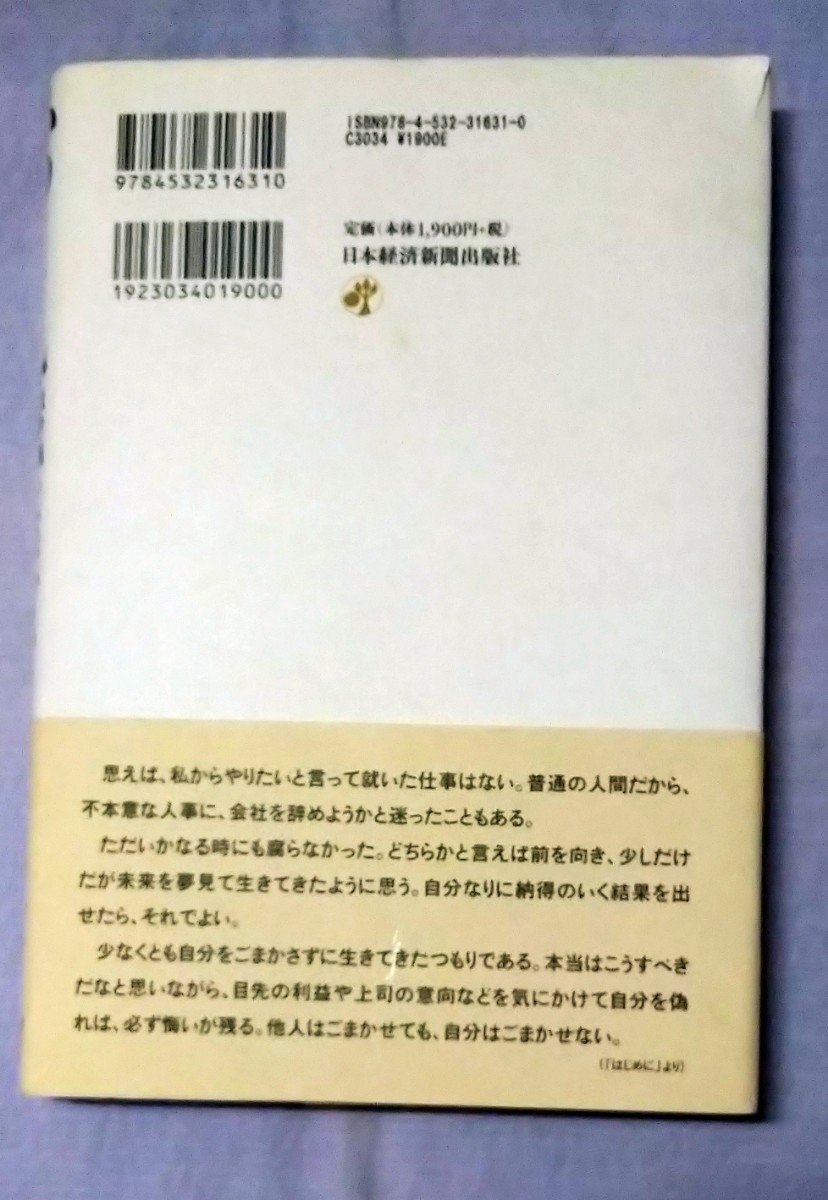 9784532316310
ISBN978-4-532-31631-0
C3034 ¥1900E
1923034019000
定価(本体1,900円+税)
日本経済新聞出版社
思えば、私からやりたいと言って就いた仕事はない。普通の人間だから、
不本意な人事に、会社を辞めようかと迷ったこともある。
ただいかなる時にも腐らなかった。どちらかと言えば前を向き、少しだけ
だが未来を夢見て生きてきたように思う。自分なりに納得のいく結果を出
せたら、それでよい。
少なくとも自分をごまかさずに生きてきたつもりである。本当はこうすべき
だなと思いながら、目先の利益や上司の意向などを気にかけて自分を偽
れば、必ず悔いが残る。他人はごまかせても、自分はごまかせない。
(「はじめに」より)